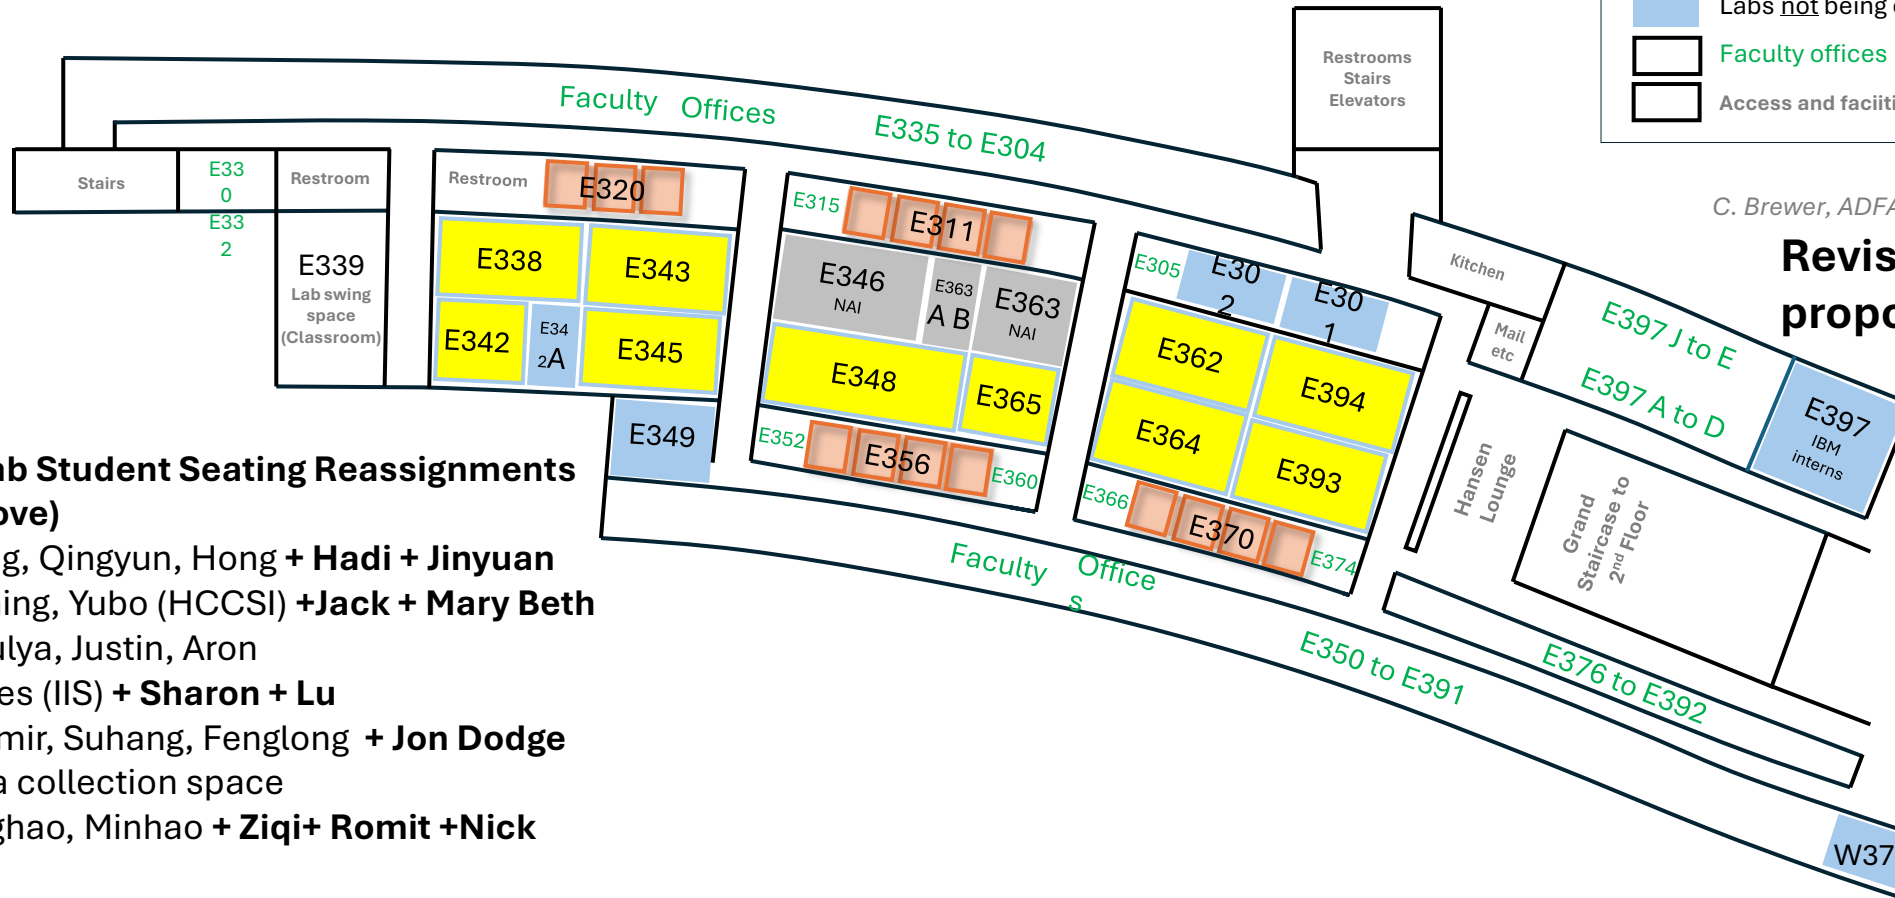 Labs not being
Faculty offices
Access and faciiti
Restrooms
Stairs
Elevators
Faculty Offices E335 to E304
Stairs
E33
0
Restroom
E33
2
E339
Lab swing
space
(Classroom)
Restroom
E320
E338
E343
E342
E34
2A
E345
E349
E315
E311
E346
NAI
E363
A B
E363
NAI
E348
E365
E352
E356
E360
E305
E30
2
E30
1
E362
E394
E364
E393
E366
E370
E374
Kitchen
Mail
etc
E397 J to E
E397 A to D
E397
IBM
interns
C. Brewer, ADFA
Revis
propo
Hansen
Lounge
Grand
Staircase to
2nd Floor
Faculty Office
s
E350 to E391
E376 to E392
W37
ab Student Seating Reassignments
ove)
g, Qingyun, Hong + Hadi + Jinyuan
ing, Yubo (HCCSI) +Jack + Mary Beth
ulya, Justin, Aron
es (IIS) + Sharon + Lu
mir, Suhang, Fenglong + Jon Dodge
a collection space
ghao, Minhao + Ziqi+ Romit +Nick